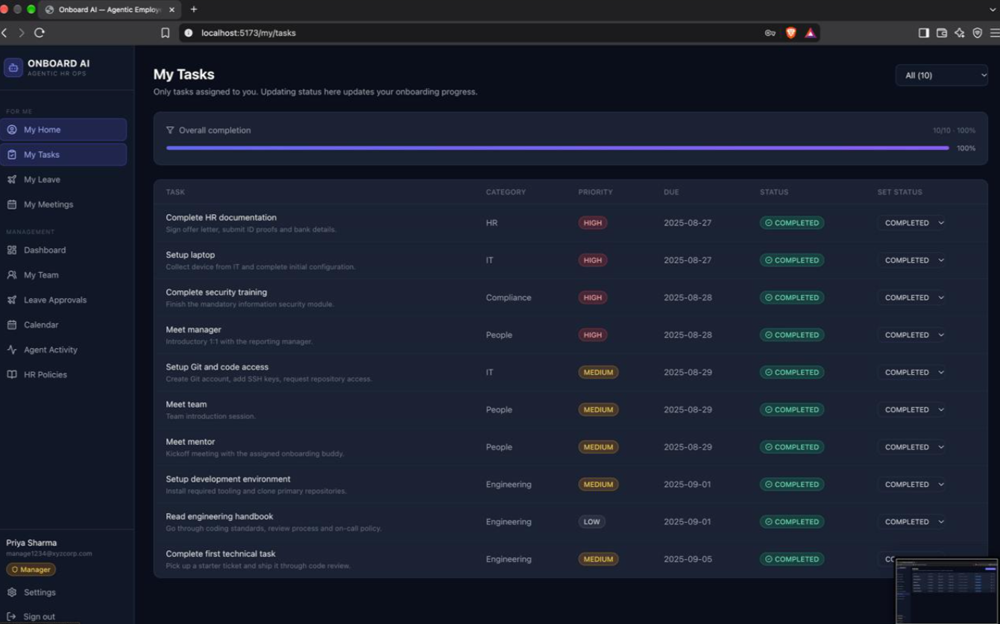 Onboard AI — Agentic Employ
localhost:5173/my/tasks
ONBOARD AI
AGENTIC HR OPS
FOR ME
My Home
My Tasks
My Leave
My Meetings
MANAGEMENT
Dashboard
My Team
Leave Approvals
Calendar
Agent Activity
HR Policies
Priya Sharma
manage1234@xyzcorp.com
Manager
Settings
Sign out
My Tasks
All (10)
Only tasks assigned to you. Updating status here updates your onboarding progress.
Overall completion 10/10 · 100%
100%
TASK CATEGORY PRIORITY DUE STATUS SET STATUS
Complete HR documentation
Sign offer letter, submit ID proofs and bank details.
HR HIGH 2025-08-27 COMPLETED COMPLETED
Setup laptop
Collect device from IT and complete initial configuration.
IT HIGH 2025-08-27 COMPLETED COMPLETED
Complete security training
Finish the mandatory information security module.
Compliance HIGH 2025-08-28 COMPLETED COMPLETED
Meet manager
Introductory 1:1 with the reporting manager.
People HIGH 2025-08-28 COMPLETED COMPLETED
Setup Git and code access
Create Git account, add SSH keys, request repository access.
IT MEDIUM 2025-08-29 COMPLETED COMPLETED
Meet team
Team introduction session.
People MEDIUM 2025-08-29 COMPLETED COMPLETED
Meet mentor
Kickoff meeting with the assigned onboarding buddy.
People MEDIUM 2025-08-29 COMPLETED COMPLETED
Setup development environment
Install required tooling and clone primary repositories.
Engineering MEDIUM 2025-09-01 COMPLETED COMPLETED
Read engineering handbook
Go through coding standards, review process and on-call policy.
Engineering LOW 2025-09-01 COMPLETED COMPLETED
Complete first technical task
Pick up a starter ticket and ship it through code review.
Engineering MEDIUM 2025-09-05 COMPLETED CO